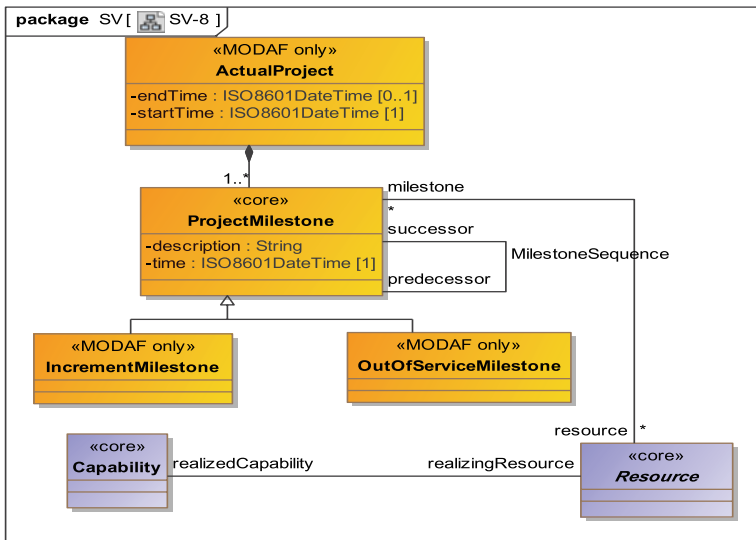 package SV [ SV-8 ]
«MODAF only»
ActualProject
-endTime : ISO8601DateTime [0..1]
-startTime : ISO8601DateTime [1]
1..*
milestone
*
«core»
ProjectMilestone
-description : String
-time : ISO8601DateTime [1]
successor
MilestoneSequence
predecessor
«MODAF only»
IncrementMilestone
«MODAF only»
OutOfServiceMilestone
resource *
«core»
Capability
realizedCapability
realizingResource
«core»
Resource